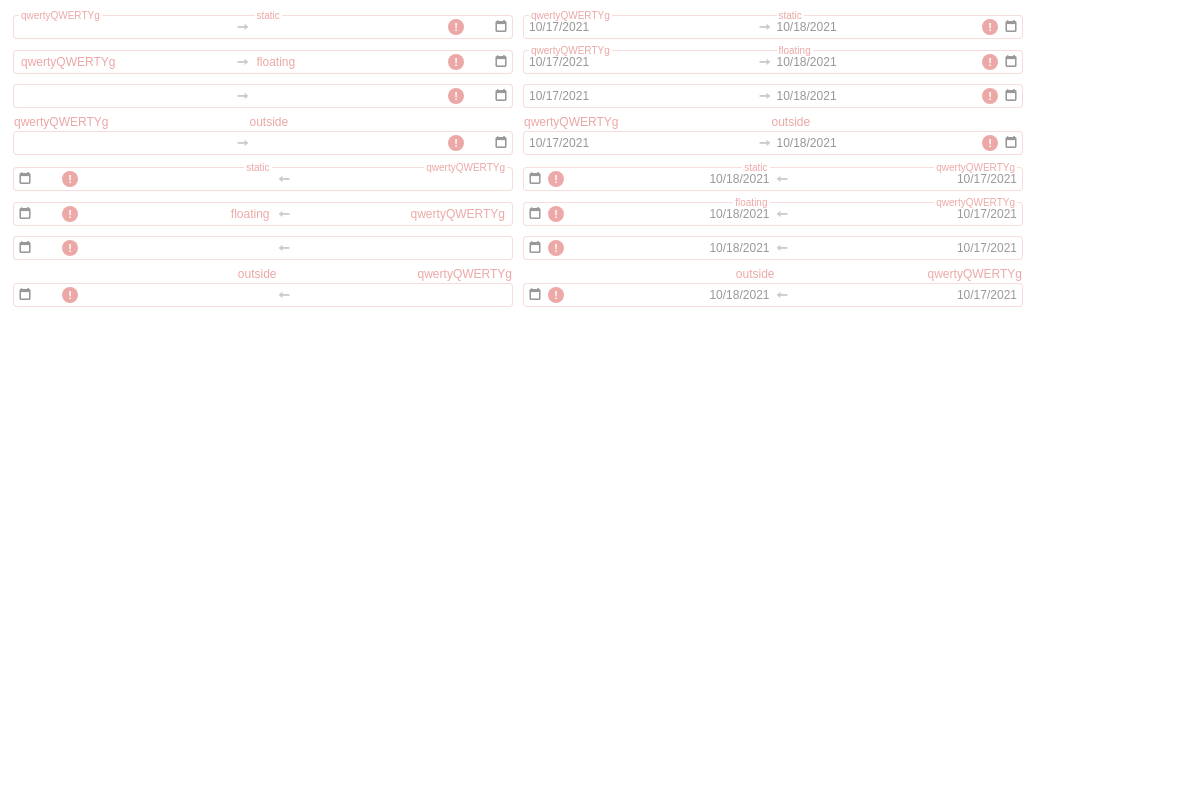 qwertyQWERTYg static qwertyQWERTYg static
10/17/2021 10/18/2021
qwertyQWERTYg floating
qwertyQWERTYg floating 10/17/2021 10/18/2021
10/17/2021 10/18/2021
qwertyQWERTYg outside qwertyQWERTYg outside
10/17/2021 10/18/2021
static qwertyQWERTYg static qwertyQWERTYg
10/18/2021 10/17/2021
floating qwertyQWERTYg
floating qwertyQWERTYg 10/18/2021 10/17/2021
10/18/2021 10/17/2021
outside qwertyQWERTYg outside qwertyQWERTYg
10/18/2021 10/17/2021